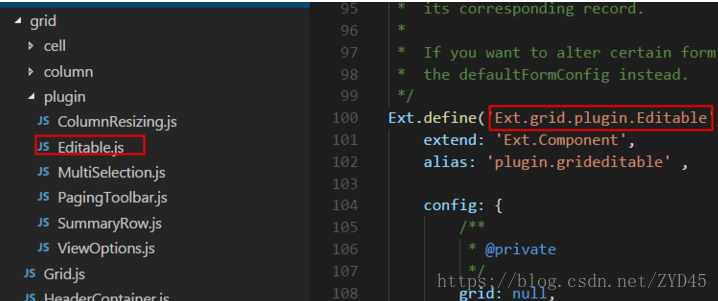 grid
cell
column
plugin
JS ColumnResizing.js
JS Editable.js
JS MultiSelection.js
JS PagingToolbar.js
JS SummaryRow.js
JS ViewOptions.js
JS Grid.js
JS HeaderContainer.js
95 * its corresponding record.
96 *
97 * If you want to alter certain form
98 * the defaultFormConfig instead.
99 */
100 Ext.define('Ext.grid.plugin.Editable'
101 extend: 'Ext.Component',
102 alias: 'plugin.grideditable' ,
103
104 config: {
105 /**
106 * @private
107 */
108 grid: null,
https://blog.csdn.net/ZYD45